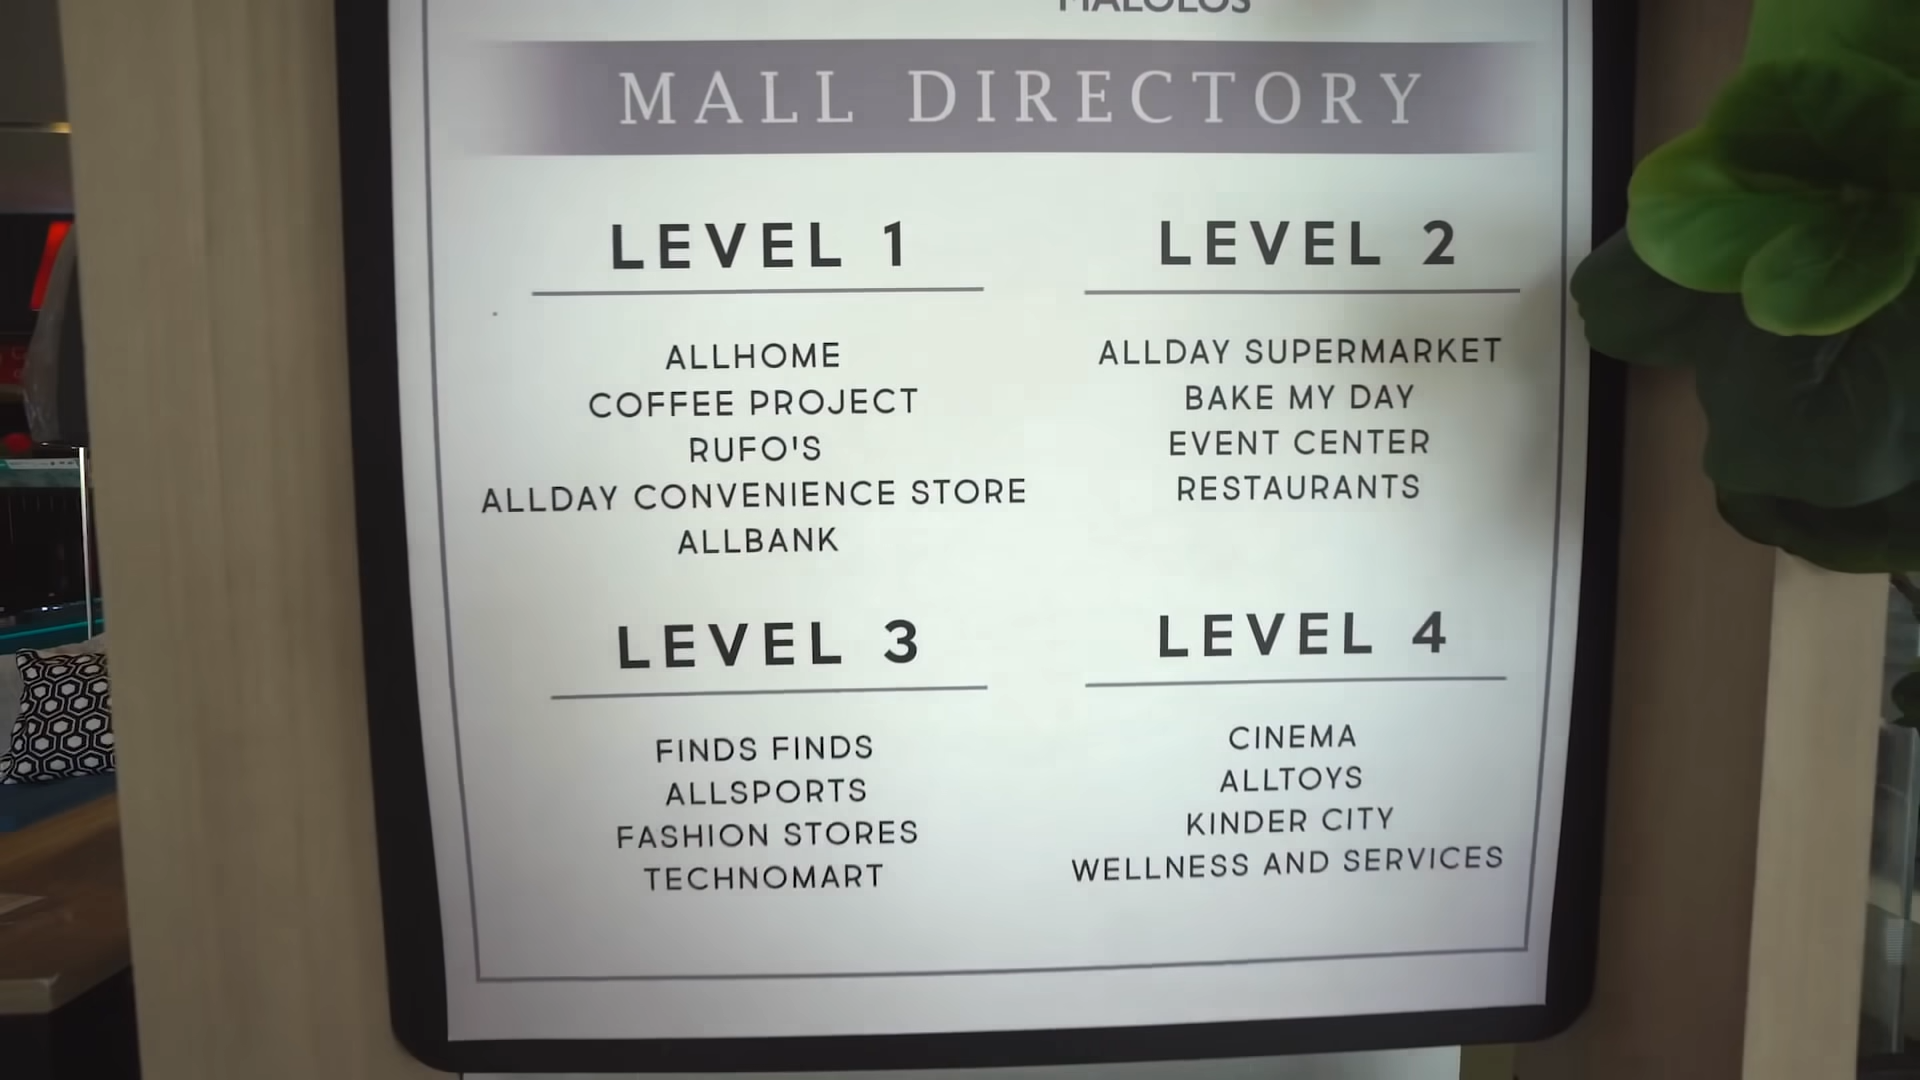 MALOLOS
MALL DIRECTORY
LEVEL 1
ALLHOME
COFFEE PROJECT
RUFO'S
ALLDAY CONVENIENCE STORE
ALLBANK
LEVEL 2
ALLDAY SUPERMARKET
BAKE MY DAY
EVENT CENTER
RESTAURANTS
LEVEL 3
FINDS FINDS
ALLSPORTS
FASHION STORES
TECHNOMART
LEVEL 4
CINEMA
ALLTOYS
KINDER CITY
WELLNESS AND SERVICES